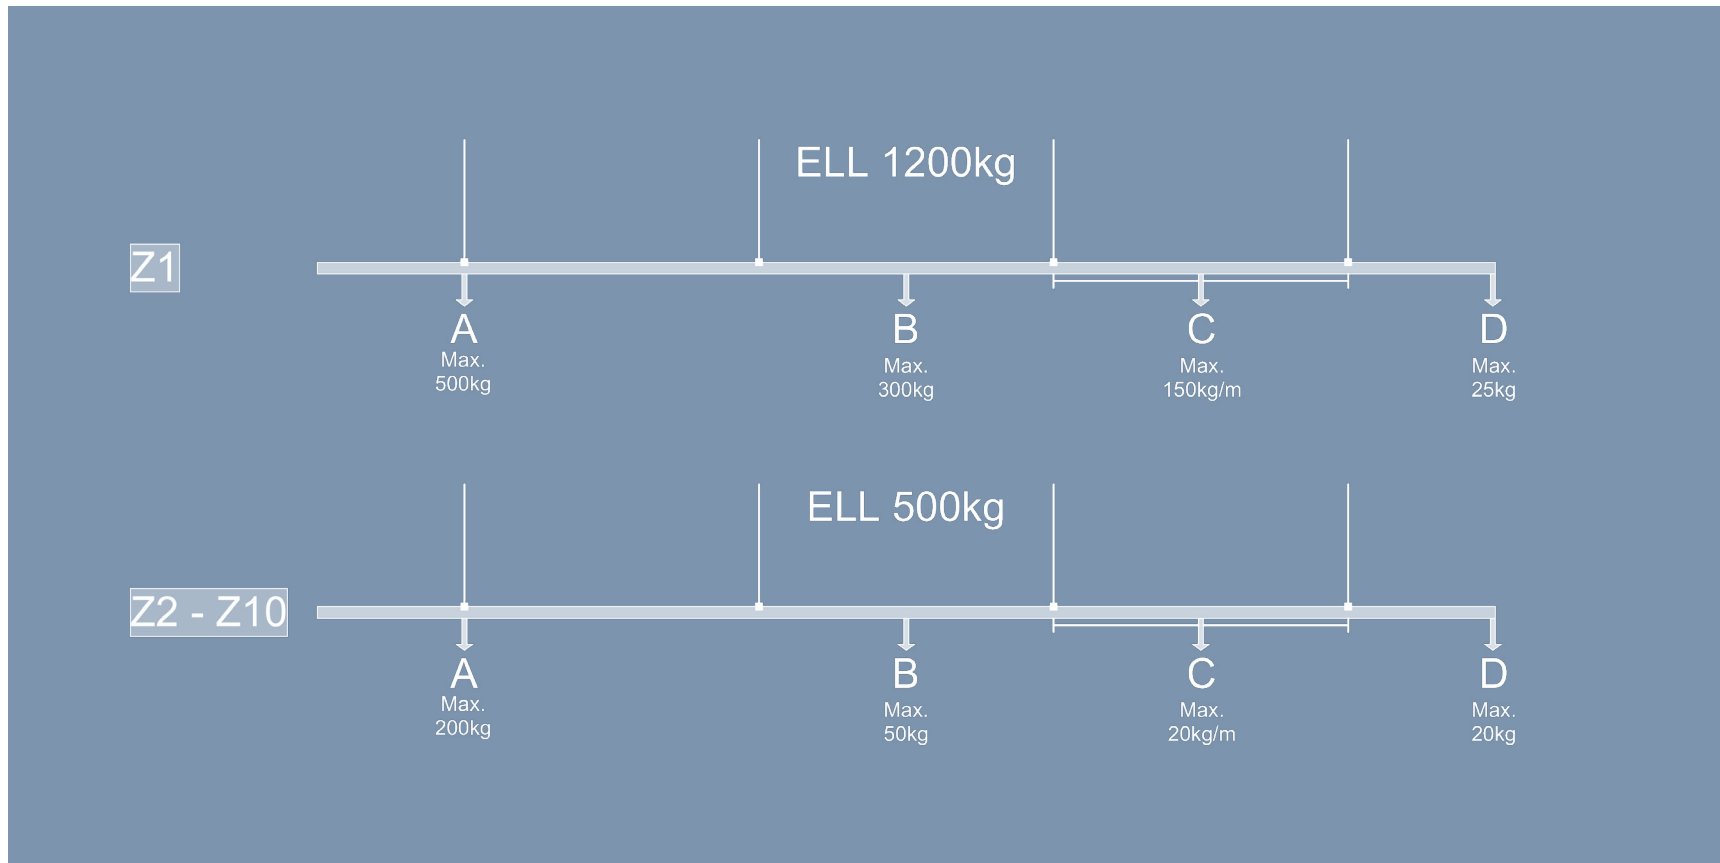 ELL 1200kg
Z1
A
Max.
500kg
B
Max.
300kg
C
Max.
150kg/m
D
Max.
25kg
ELL 500kg
Z2 - Z10
A
Max.
200kg
B
Max.
50kg
C
Max.
20kg/m
D
Max.
20kg